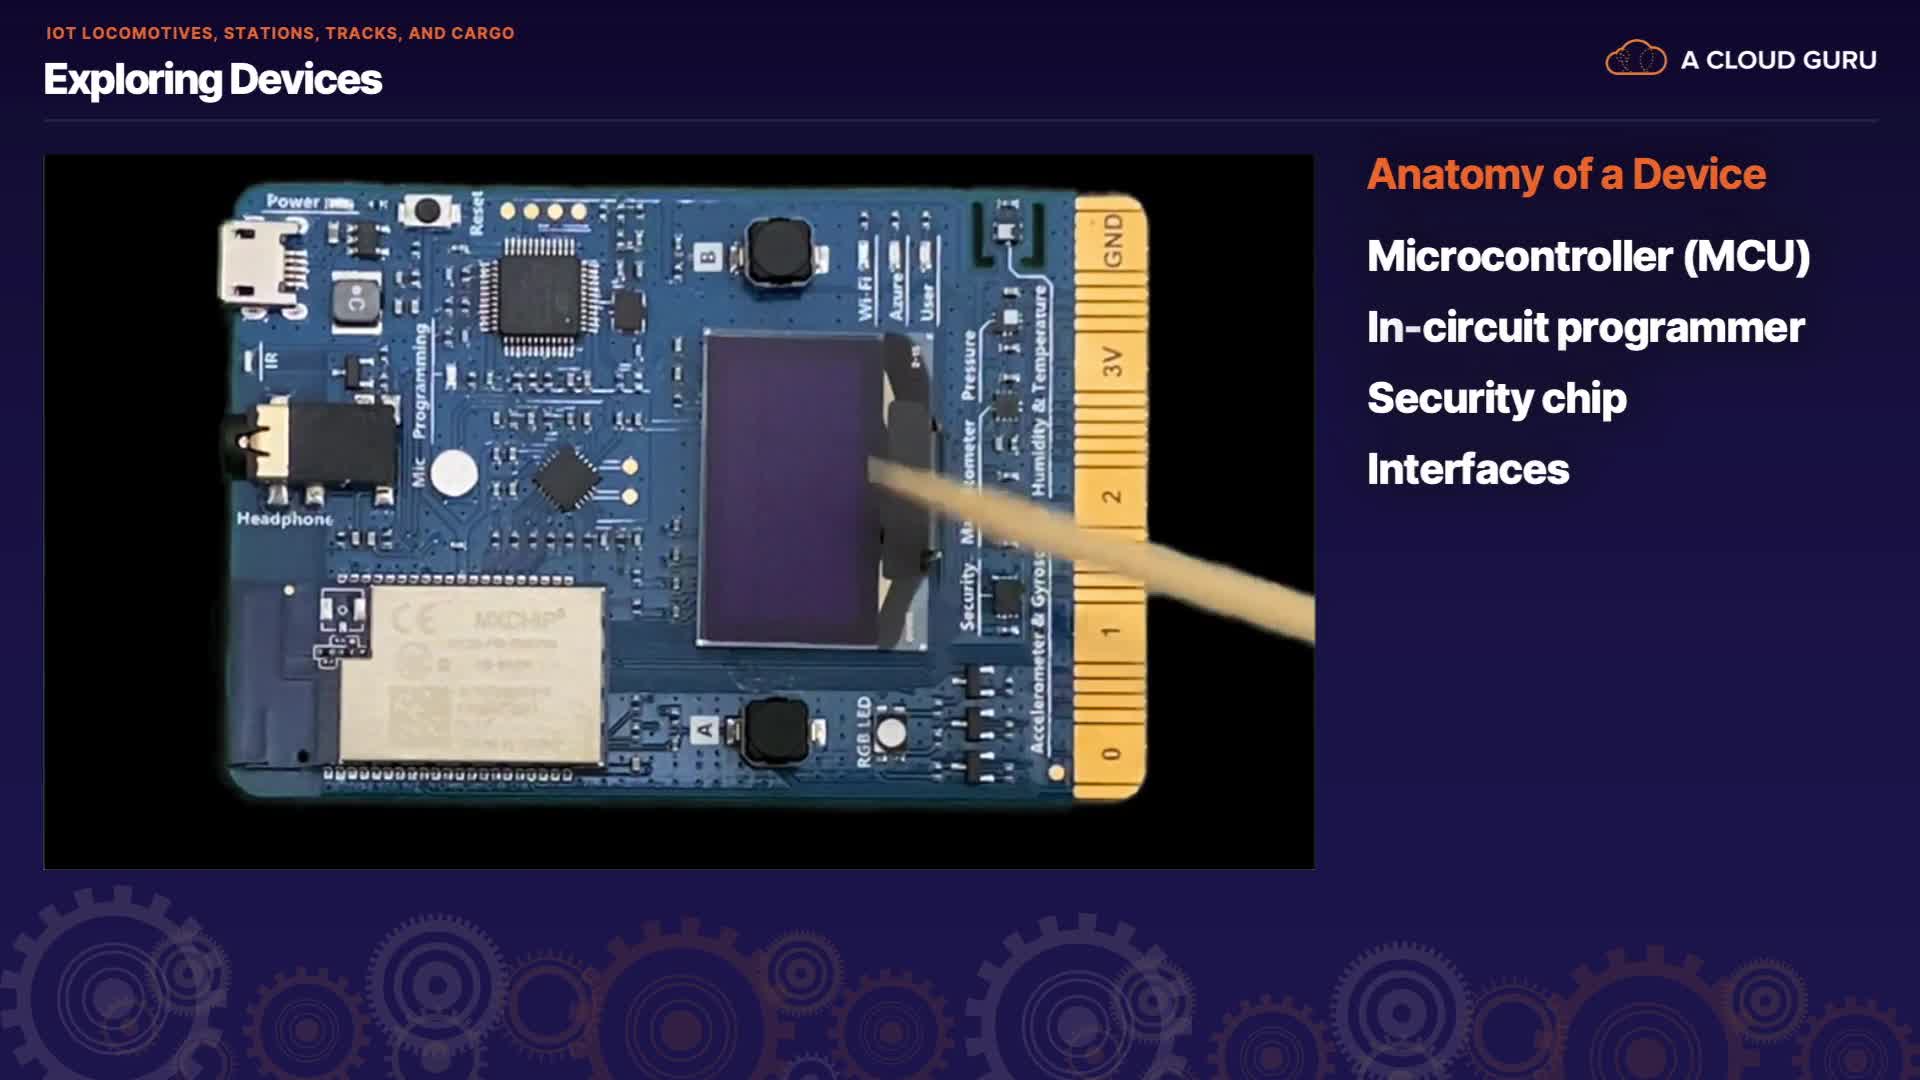 IOT LOCOMOTIVES, STATIONS, TRACKS, AND CARGO
Exploring Devices
A CLOUD GURU
Anatomy of a Device
Microcontroller (MCU)
In-circuit programmer
Security chip
Interfaces
Power
Reset
B
Wi-Fi
Azure
User
GND
3V
2
1
0
IR
Mic
Programming
Headphone
Pressure
Humidity & Temperature
Security
Accelerometer &
A
RGB LED
CE
MXCHIP
C